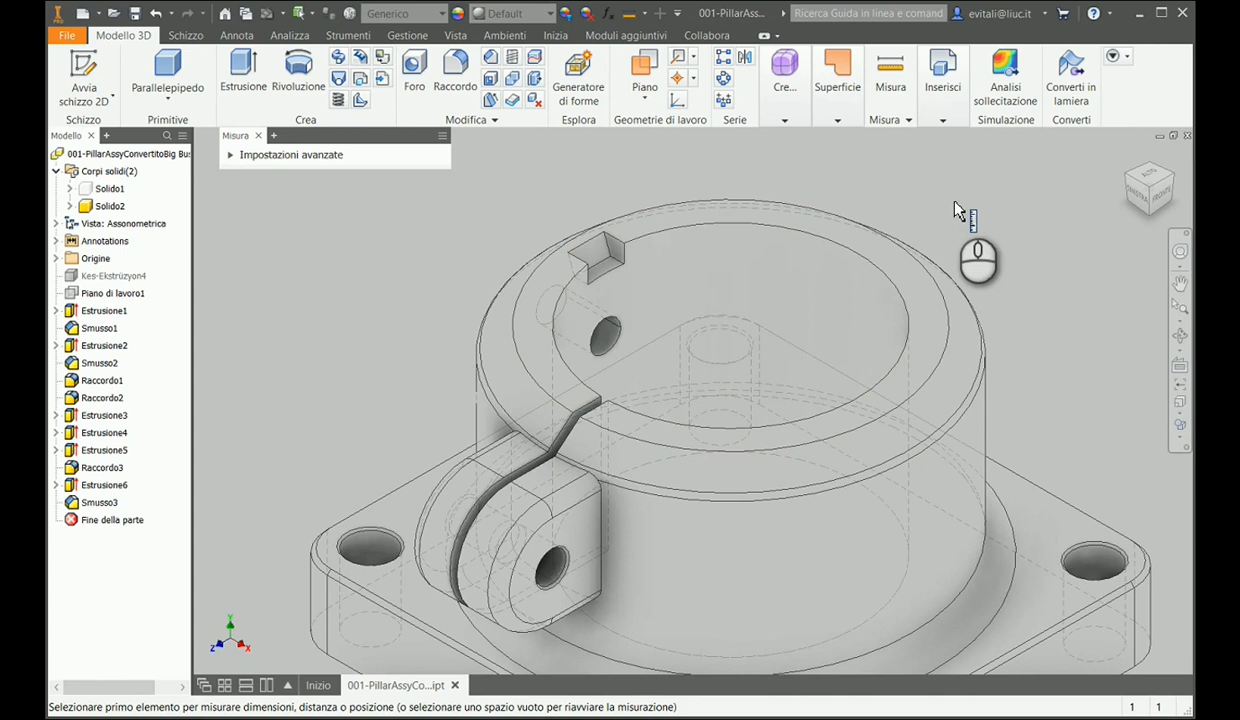 Generico
Default
001-PillarAss...
Ricerca Guida in linea e comand
evitali@liuc.it
File
Modello 3D
Schizzo
Annota
Analizza
Strumenti
Gestione
Vista
Ambienti
Inizia
Moduli aggiuntivi
Collabora
Avvia
schizzo 2D
Parallelepipedo
Estrusione
Rivoluzione
Foro
Raccordo
Generatore
di forme
Piano
Cre...
Superficie
Misura
Inserisci
Analisi
sollecitazione
Converti in
lamiera
Schizzo
Primitive
Crea
Modifica
Esplora
Geometrie di lavoro
Serie
Misura
Simulazione
Converti
Modello
Misura
Impostazioni avanzate
001-PillarAssyConvertitoBig Bus
Corpi solidi(2)
Solido1
Solido2
Vista: Assonometrica
Annotations
Origine
Kes-Ekstrüzyon4
Piano di lavoro1
Estrusione1
Smusso1
Estrusione2
Smusso2
Raccordo1
Raccordo2
Estrusione3
Estrusione4
Estrusione5
Raccordo3
Estrusione6
Smusso3
Fine della parte
ALTO
SINISTRA
FRONTE
Y
Z
X
Inizio
001-PillarAssyCo...ipt
Selezionare primo elemento per misurare dimensioni, distanza o posizione (o selezionare uno spazio vuoto per riavviare la misurazione)
1
1